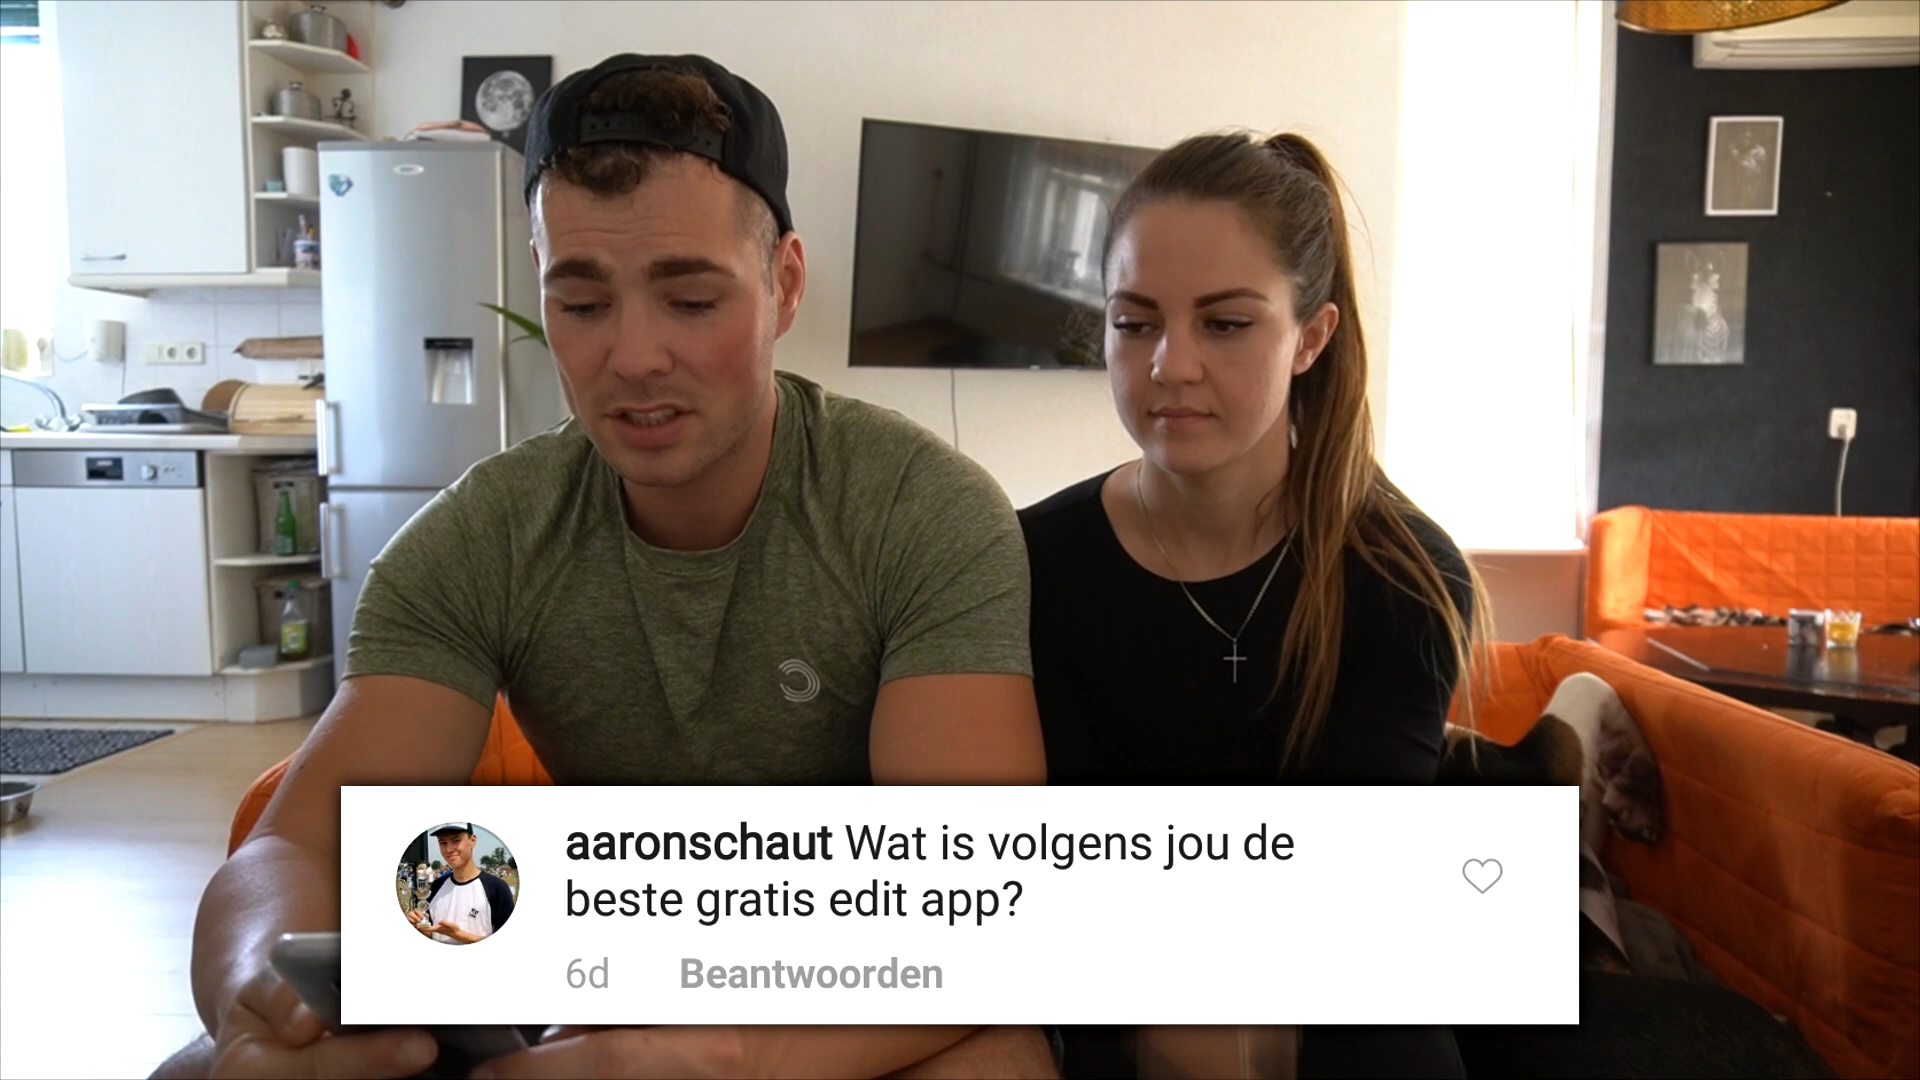 aaronschaut Wat is volgens jou de
beste gratis edit app?
6d Beantwoorden